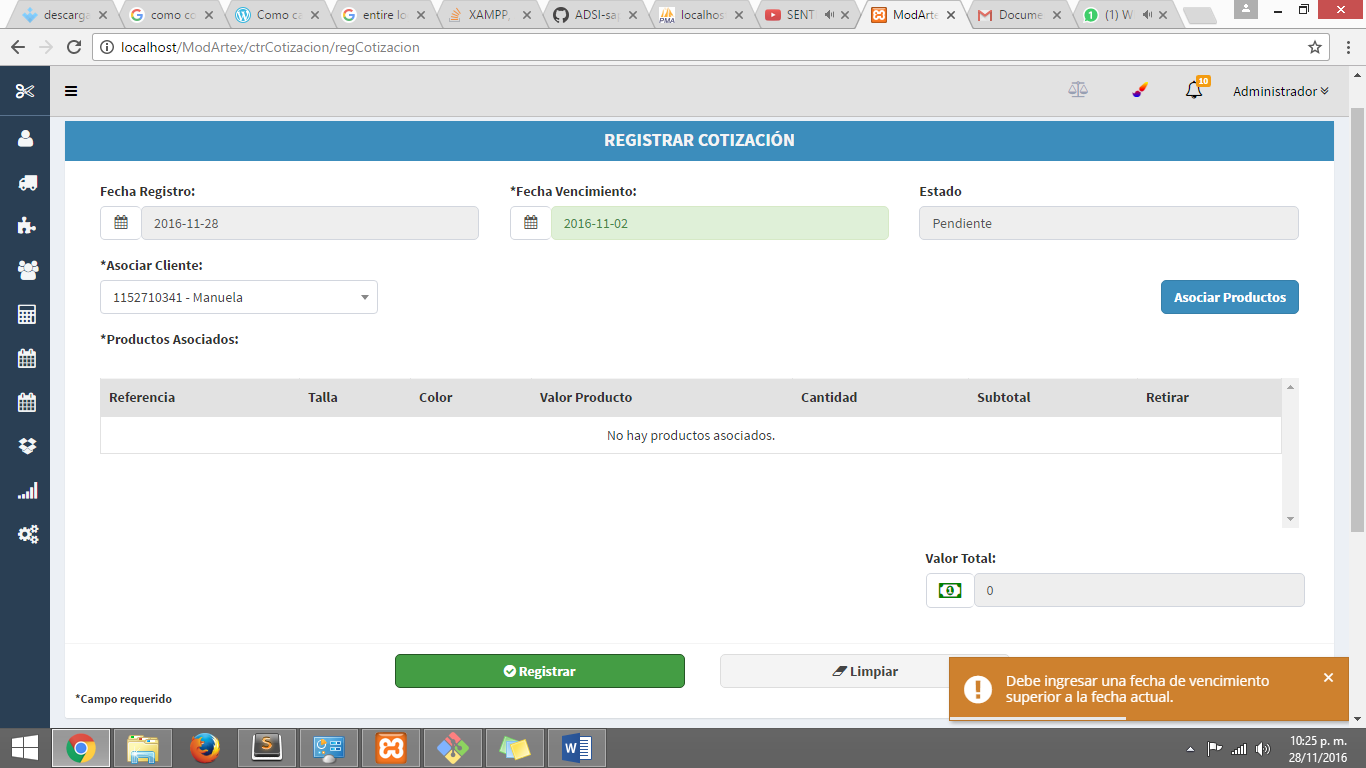 descarga
como co
Como ca
entire lo
XAMPP,
ADSI-sap
localhos
SENT
ModArte
Docume
(1) W
localhost/ModArtex/ctrCotizacion/regCotizacion
10
Administrador
REGISTRAR COTIZACIÓN
Fecha Registro:
*Fecha Vencimiento:
Estado
2016-11-28
2016-11-02
Pendiente
*Asociar Cliente:
1152710341 - Manuela
Asociar Productos
*Productos Asociados:
Referencia
Talla
Color
Valor Producto
Cantidad
Subtotal
Retirar
No hay productos asociados.
Valor Total:
0
Registrar
Limpiar
*Campo requerido
Debe ingresar una fecha de vencimiento
superior a la fecha actual.
10:25 p. m.
28/11/2016